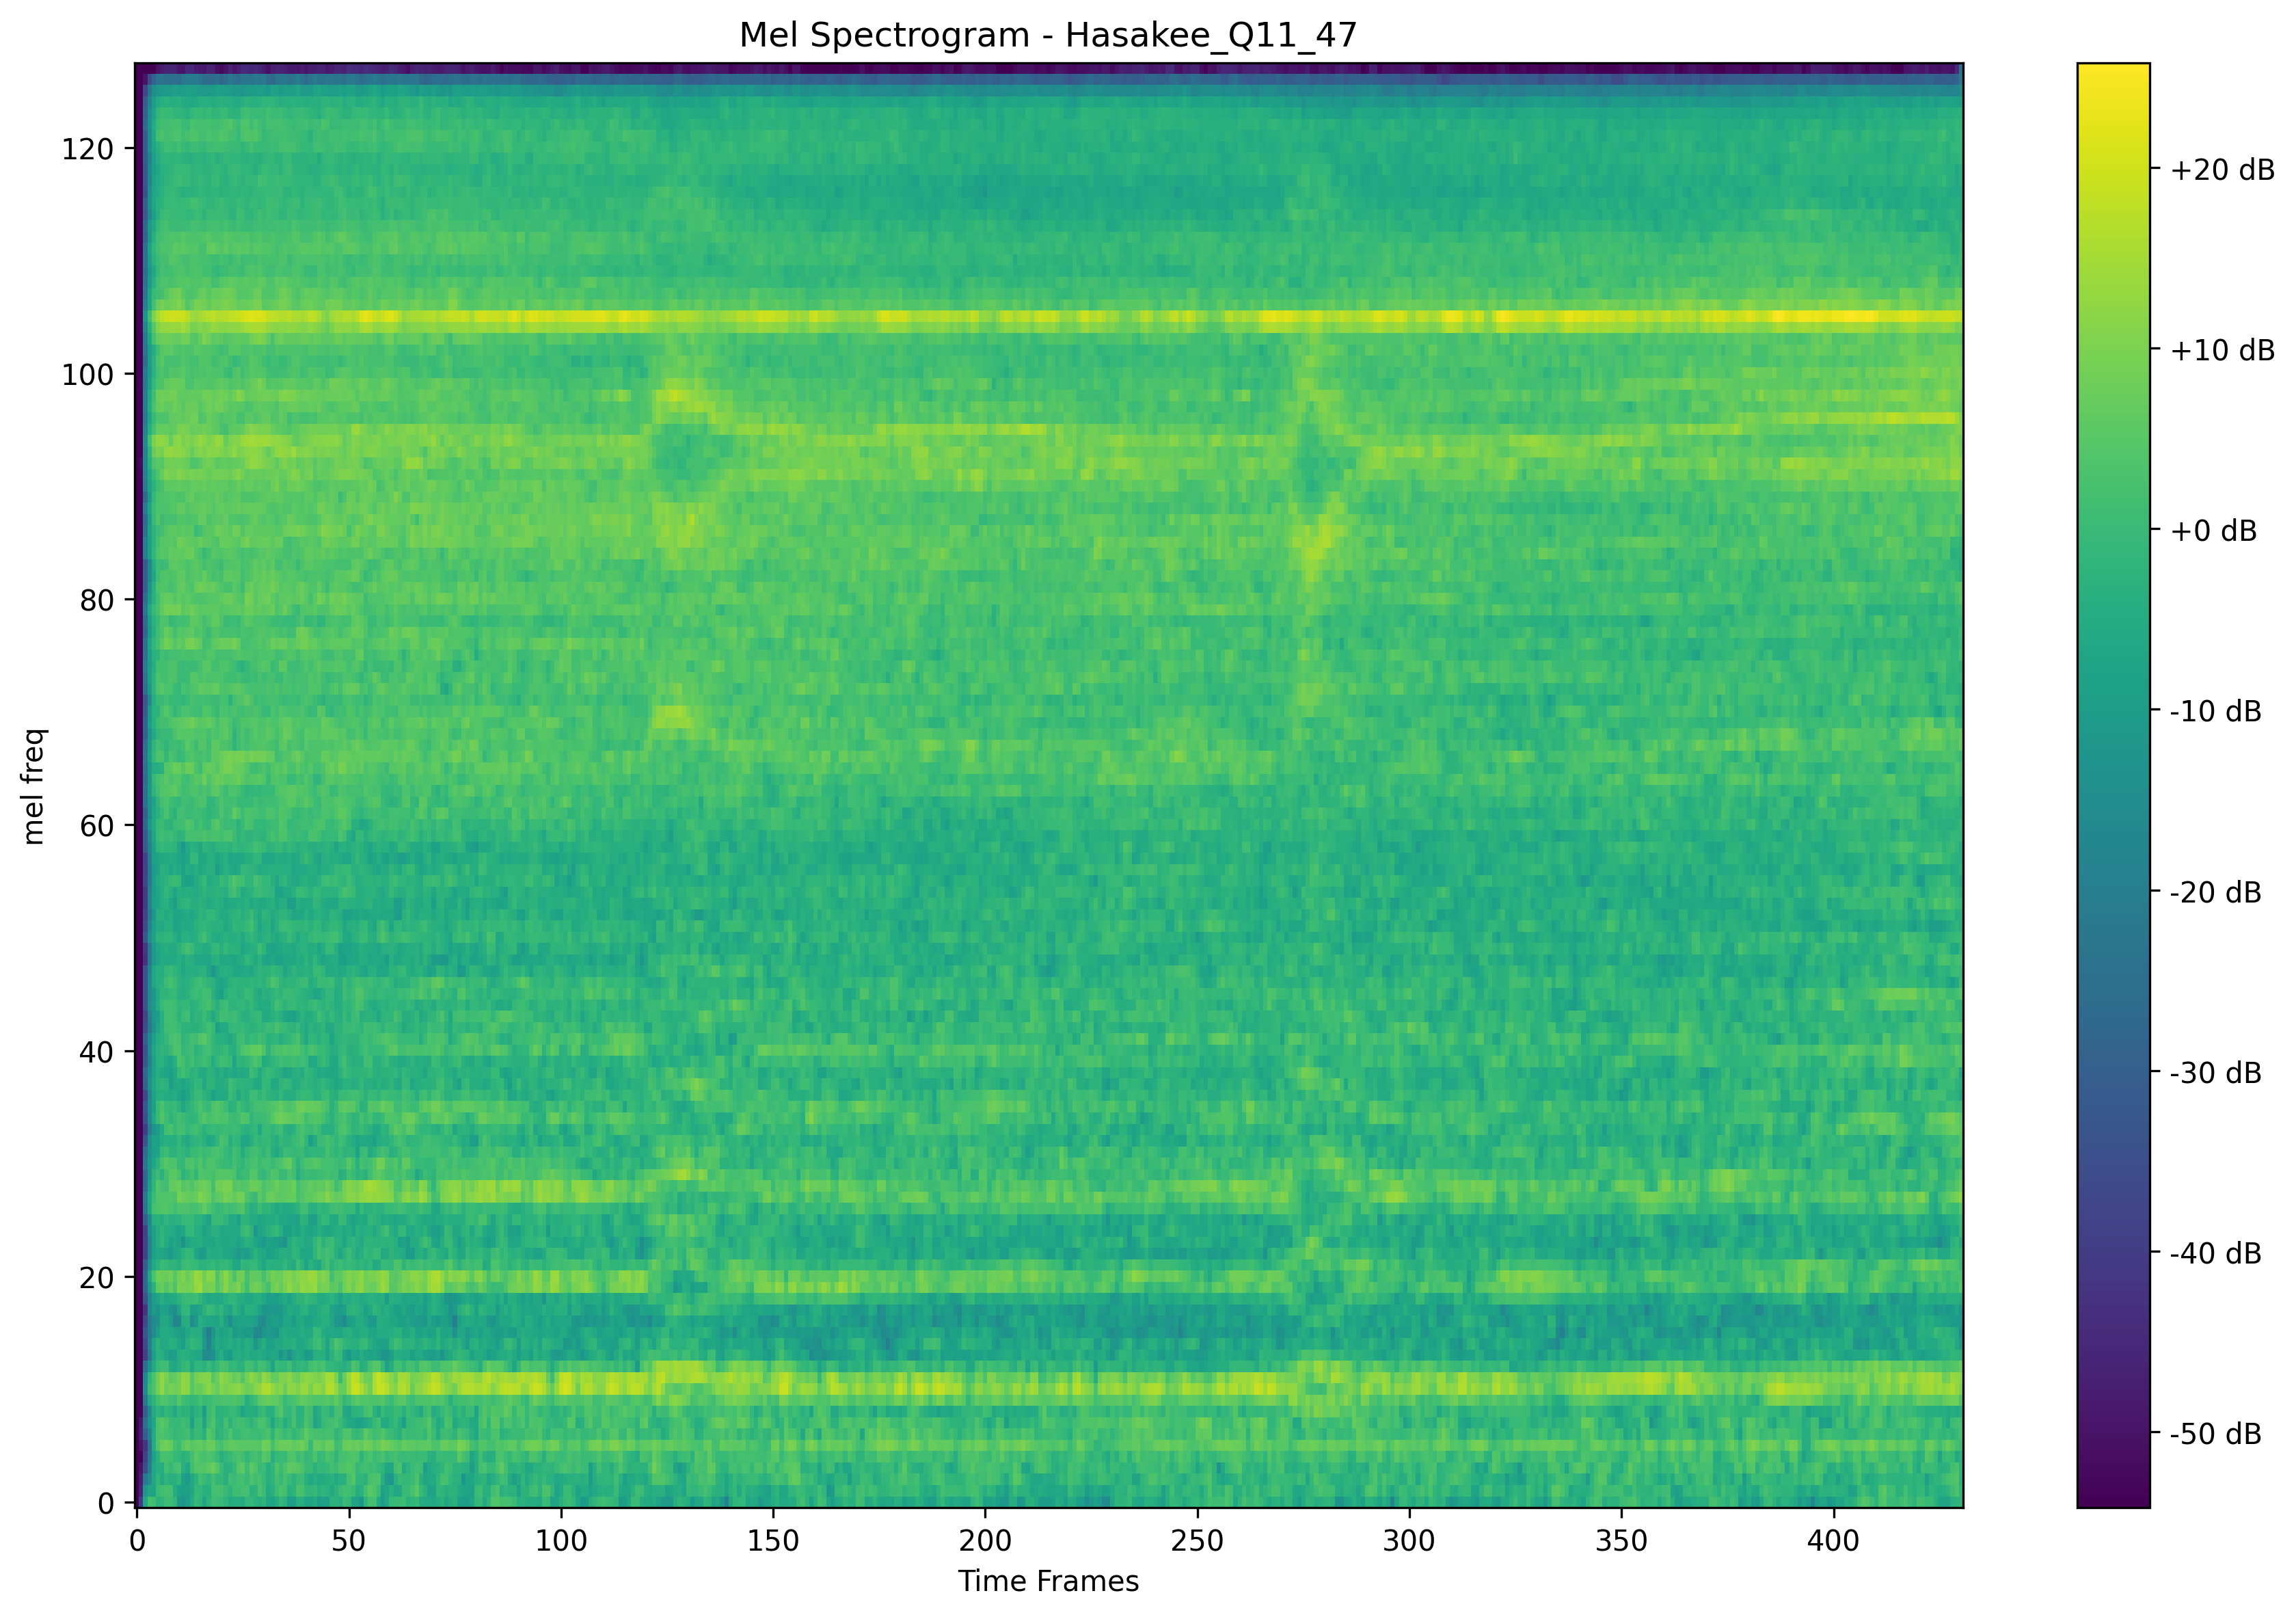 Mel Spectrogram - Hasakee_Q11_47
mel freq
120
100
80
60
40
20
0
0 50 100 150 200 250 300 350 400
Time Frames
+20 dB
+10 dB
+0 dB
-10 dB
-20 dB
-30 dB
-40 dB
-50 dB